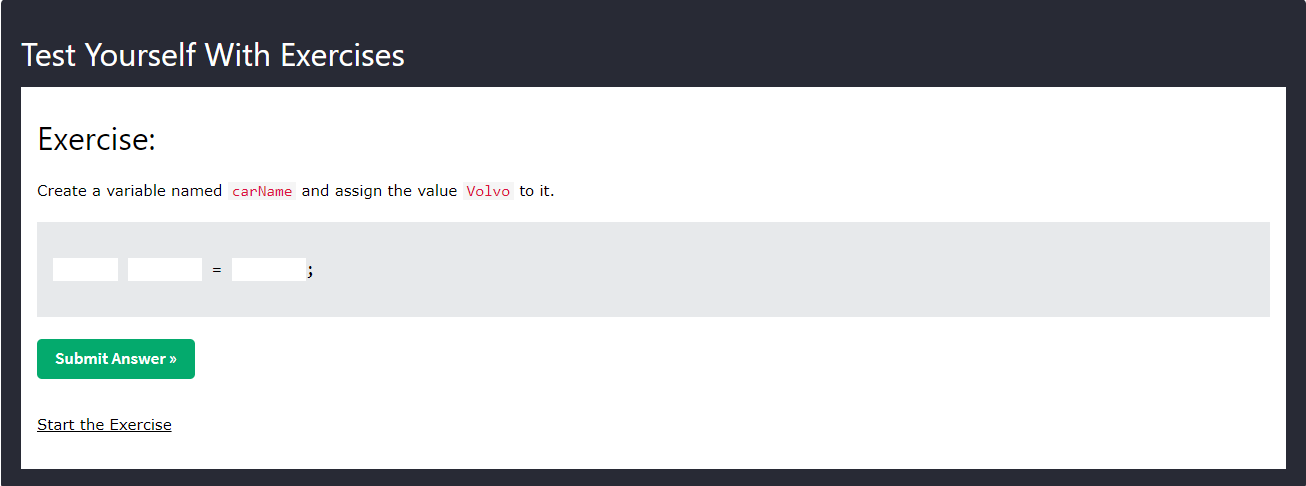 Test Yourself With Exercises
Exercise:
Create a variable named carName and assign the value Volvo to it.
= ;
Submit Answer »
Start the Exercise